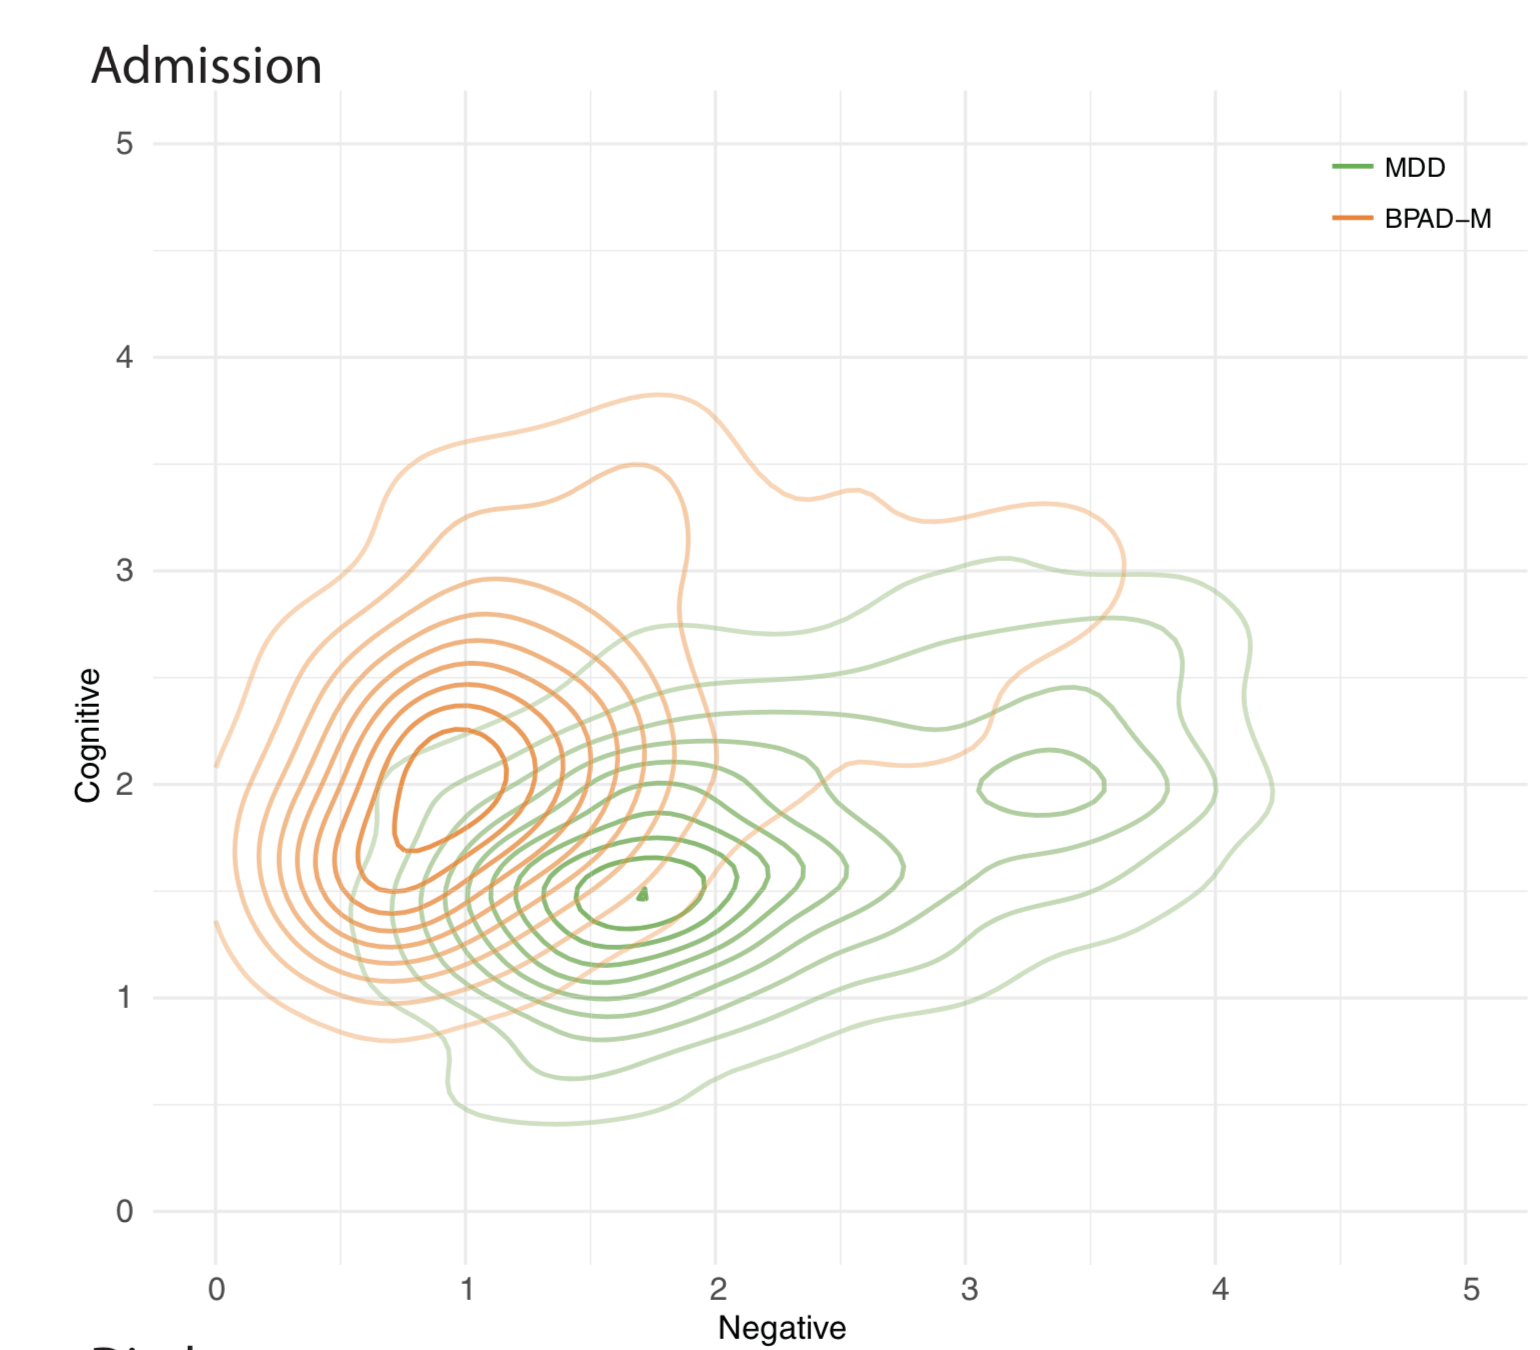 Admission
5
MDD
BPAD–M
4
3
Cognitive
2
1
0
0 1 2 3 4 5
Negative